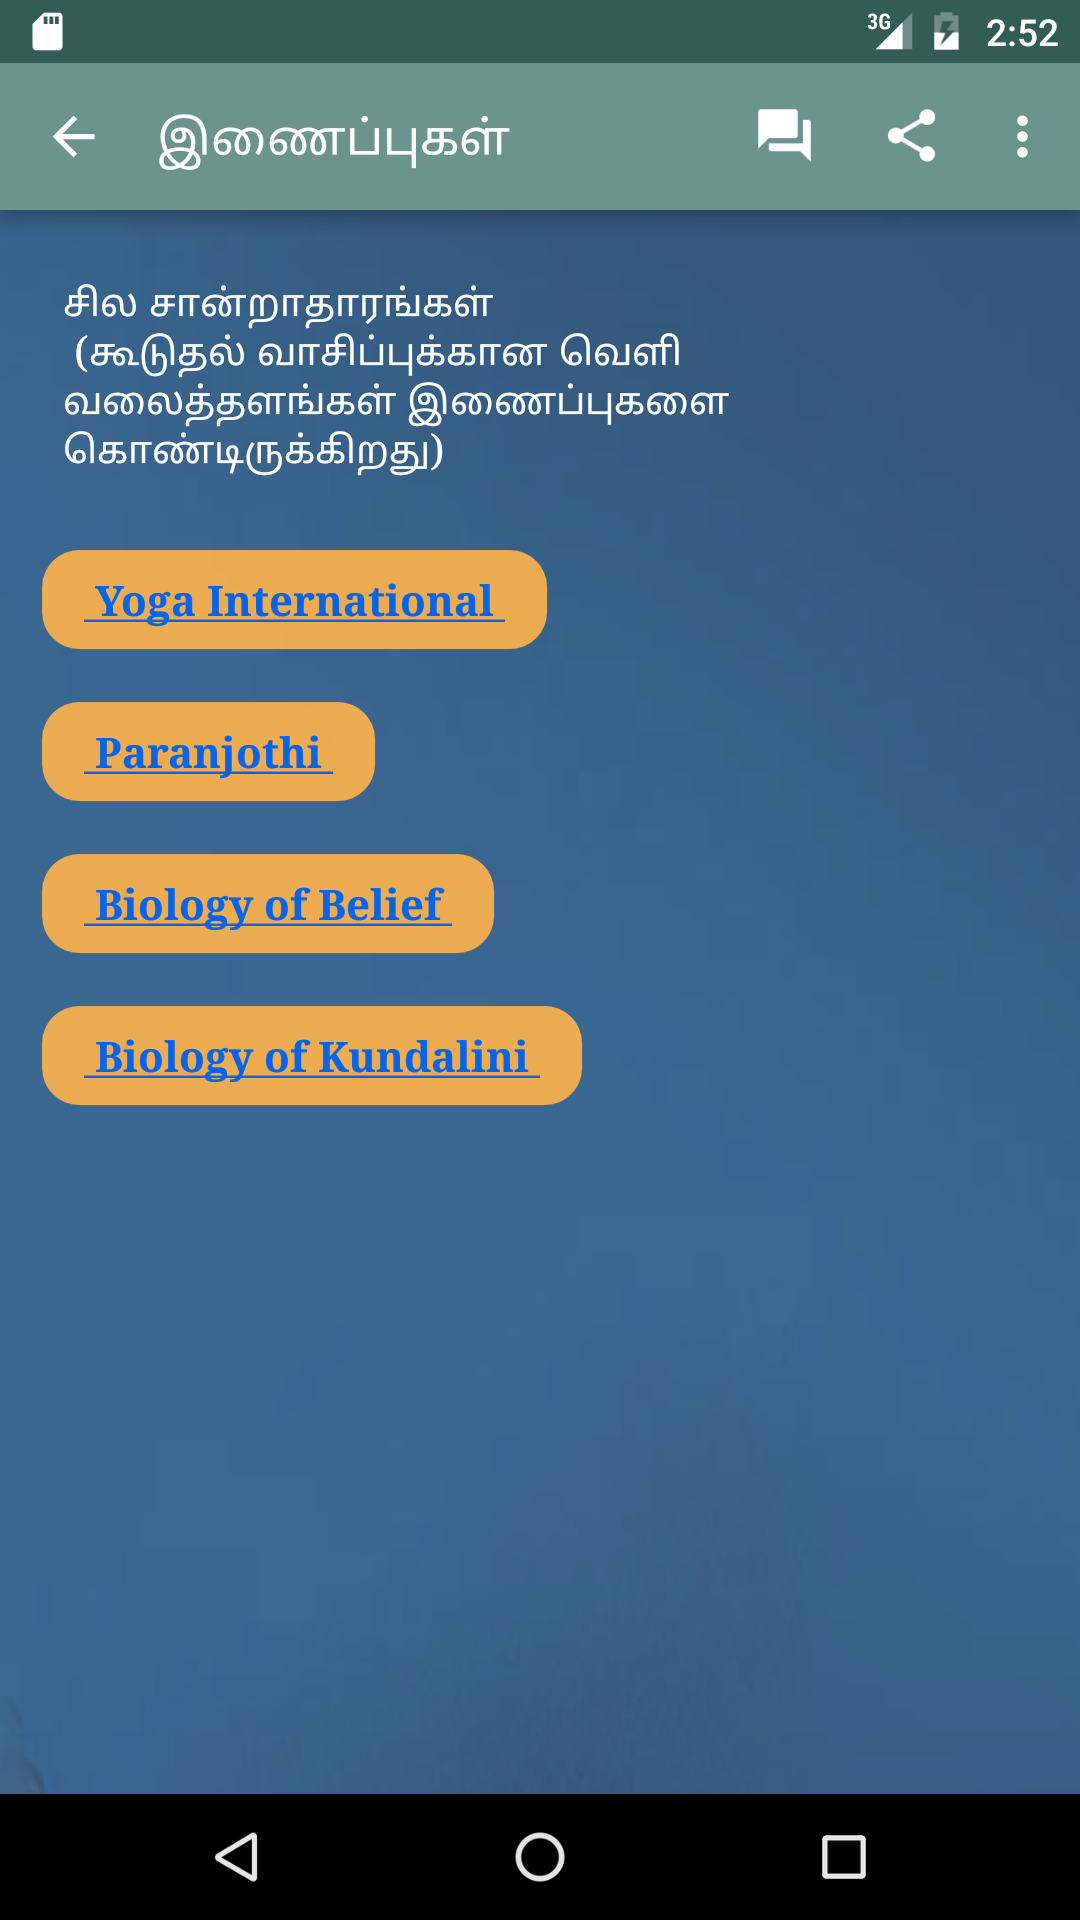 3G 2:52
இணைப்புகள்
சில சான்றாதாரங்கள்
(கூடுதல் வாசிப்புக்கான வெளி
வலைத்தளங்கள் இணைப்புகளை
கொண்டிருக்கிறது)
Yoga International
Paranjothi
Biology of Belief
Biology of Kundalini